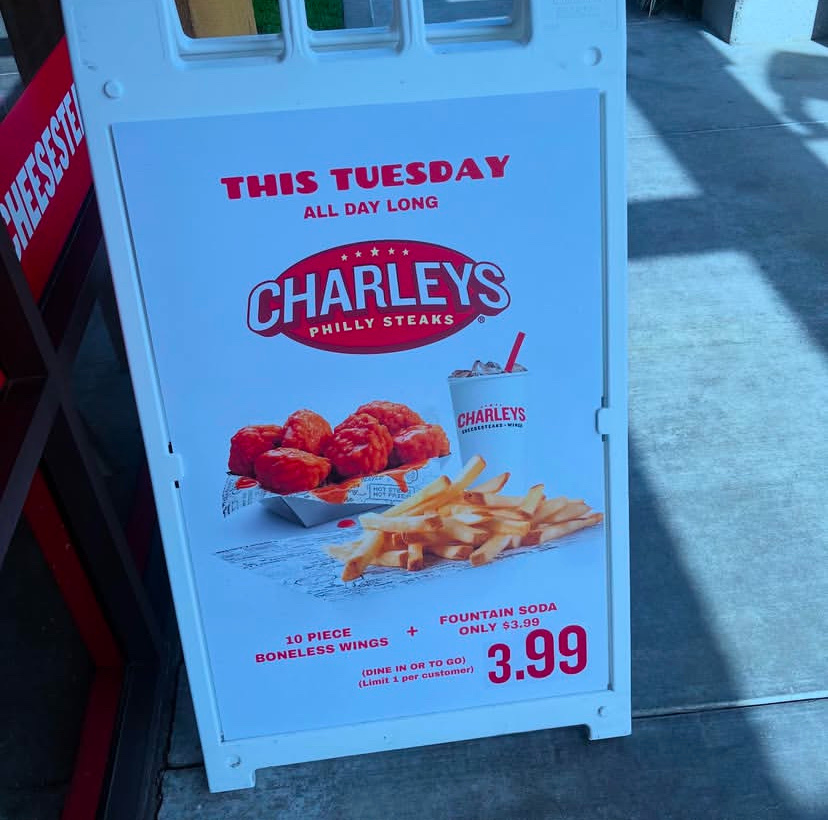 CHEESESTE
THIS TUESDAY
ALL DAY LONG
CHARLEYS
PHILLY STEAKS
®
CHARLEYS
CHEESESTEAKS • WINGS
10 PIECE
BONELESS WINGS
+
FOUNTAIN SODA
ONLY $3.99
(DINE IN OR TO GO)
(Limit 1 per customer)
3.99